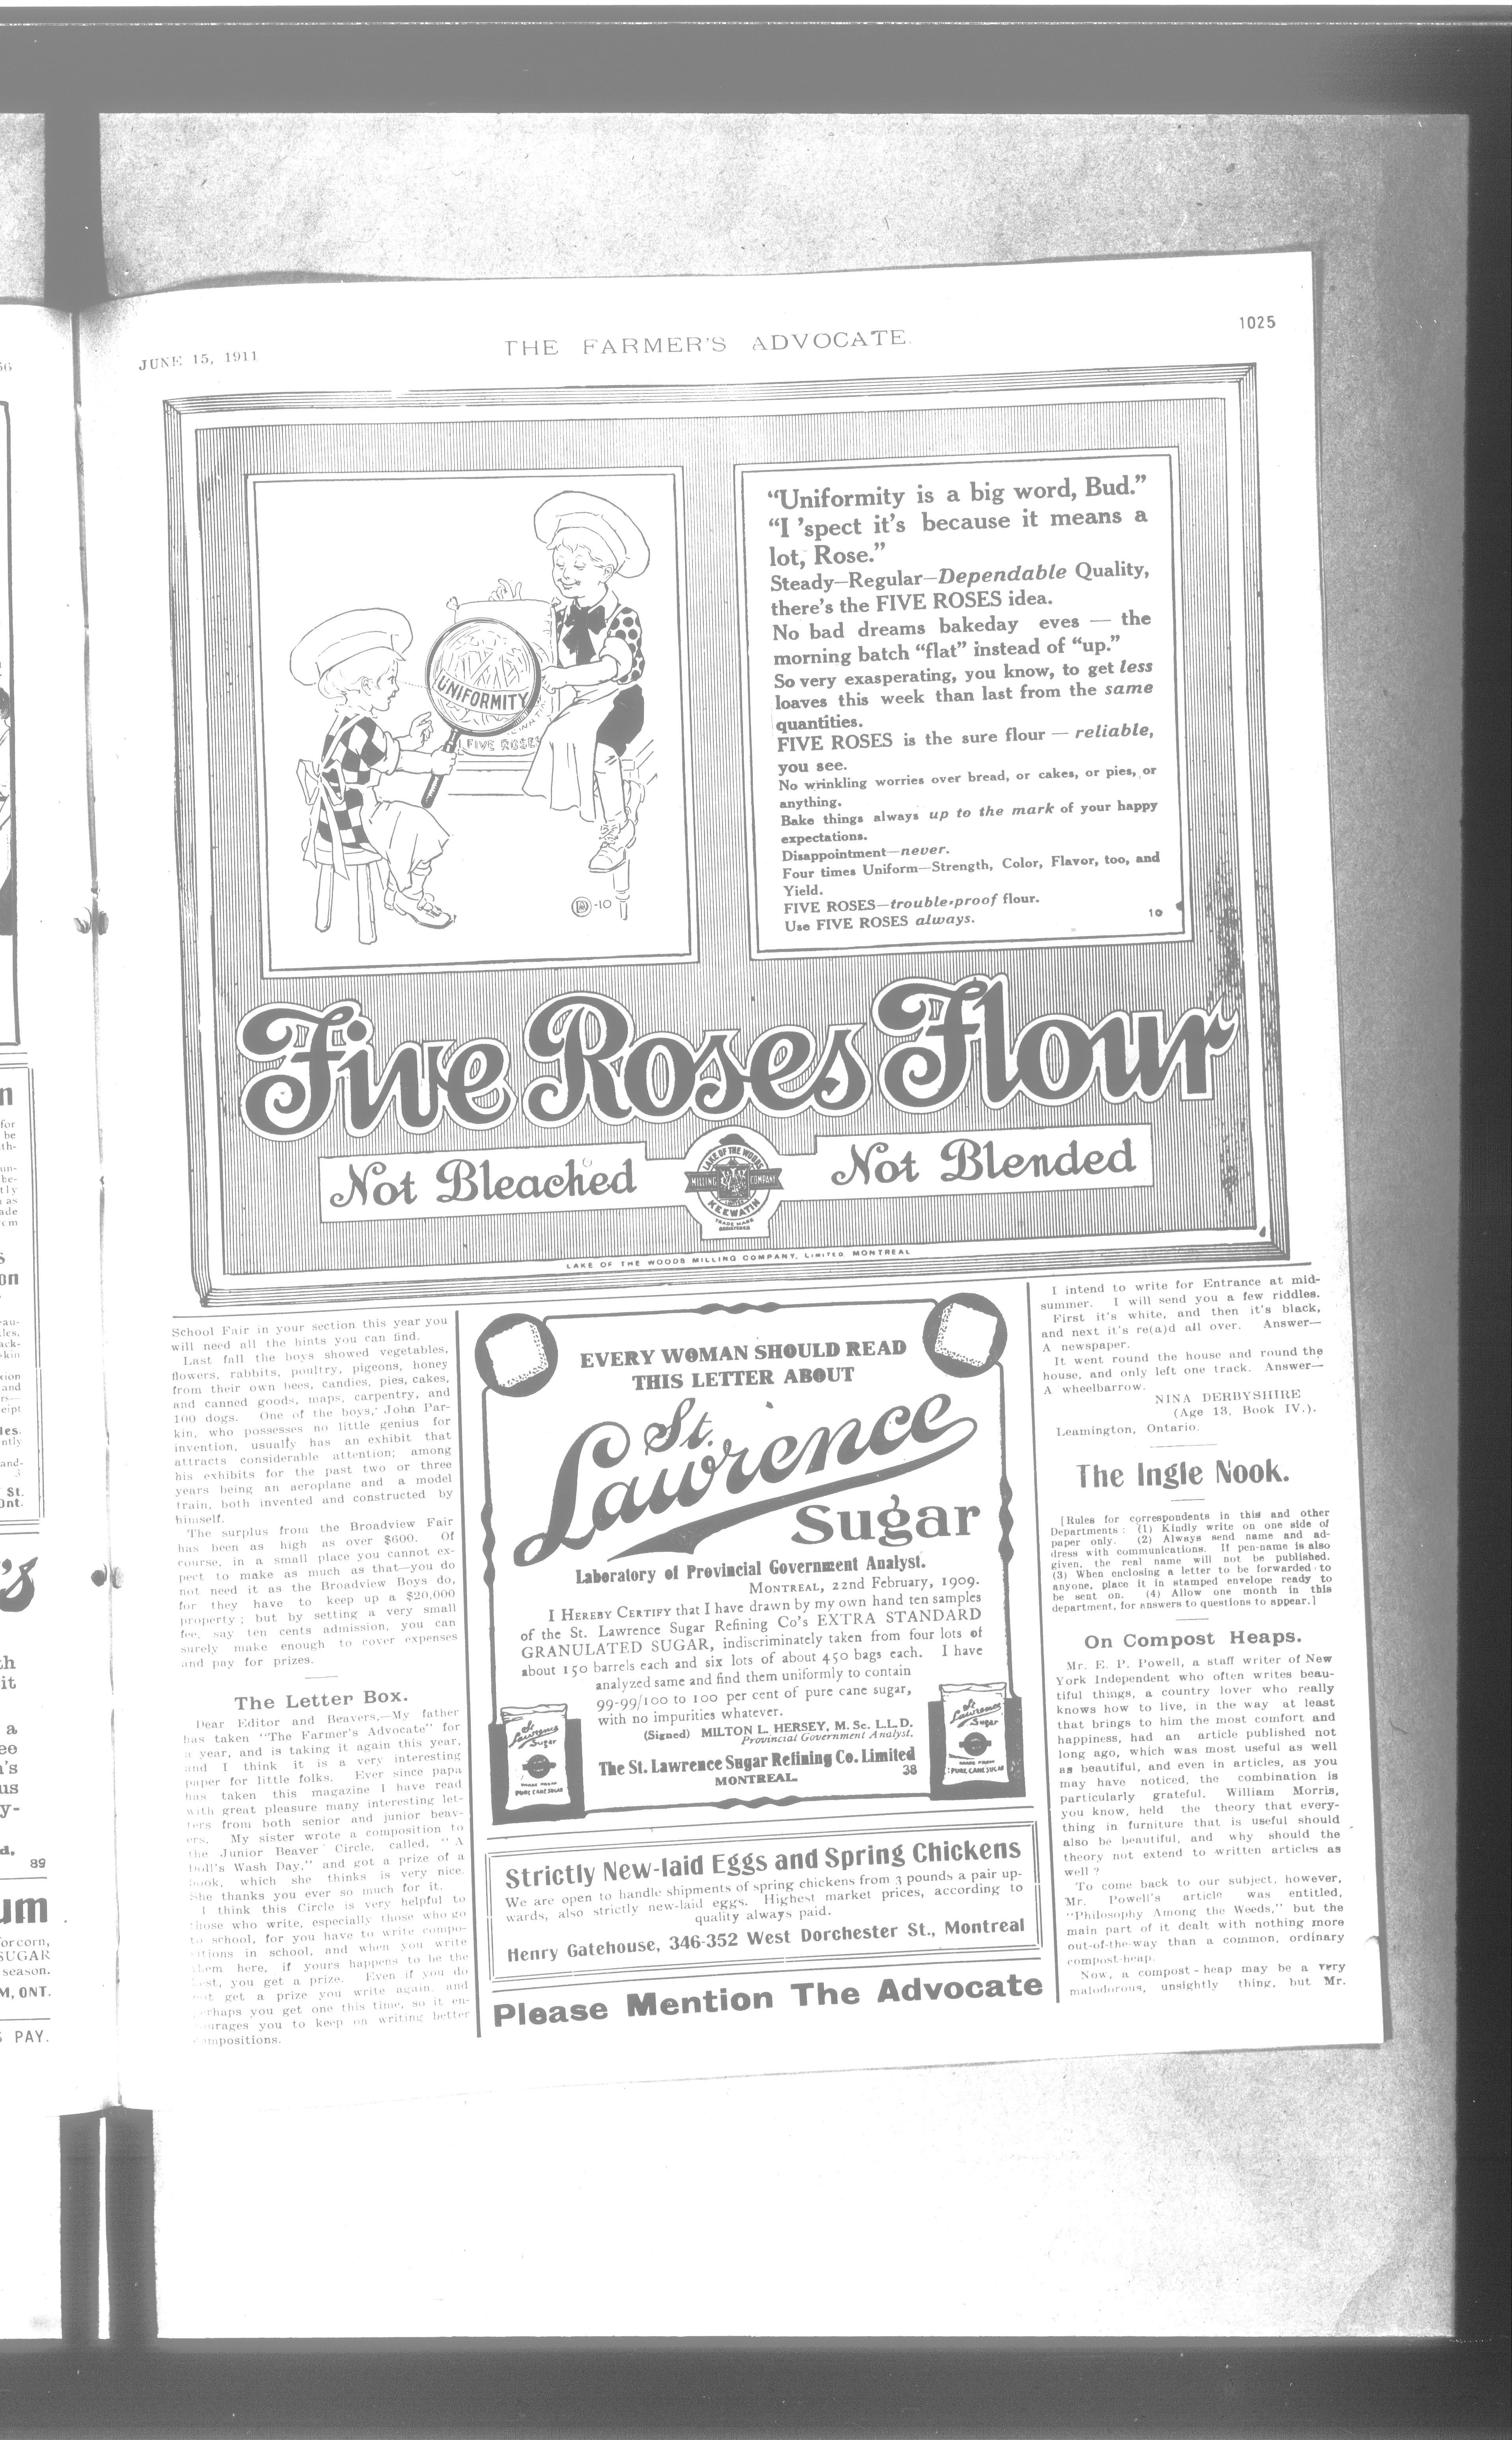 JUNE 15, 1911
THE FARMER'S ADVOCATE.
1025
UNIFORMITY
FIVE ROSES
D -10
"Uniformity is a big word, Bud."
"I 'spect it's because it means a
lot, Rose."
Steady—Regular—Dependable Quality,
there's the FIVE ROSES idea.
No bad dreams bakeday eves — the
morning batch "flat" instead of "up."
So very exasperating, you know, to get less
loaves this week than last from the same
quantities.
FIVE ROSES is the sure flour — reliable,
you see.
No wrinkling worries over bread, or cakes, or pies, or
anything.
Bake things always up to the mark of your happy
expectations.
Disappointment—never.
Four times Uniform—Strength, Color, Flavor, too, and
Yield.
FIVE ROSES—trouble-proof flour.
Use FIVE ROSES always.
10
Five Roses Flour
Not Bleached
LAKE OF THE WOODS
MILLING COMPANY
KEEWATIN
TRADE MARK
REGISTERED
Not Blended
LAKE OF THE WOODS MILLING COMPANY, LIMITED, MONTREAL
School Fair in your section this year you
will need all the hints you can find.
Last fall the boys showed vegetables,
flowers, rabbits, poultry, pigeons, honey
from their own bees, candies, pies, cakes,
and canned goods, maps, carpentry, and
100 dogs. One of the boys, John Par-
kin, who possesses no little genius for
invention, usually has an exhibit that
attracts considerable attention; among
his exhibits for the past two or three
years being an aeroplane and a model
train, both invented and constructed by
himself.
The surplus from the Broadview Fair
has been as high as over $600. Of
course, in a small place you cannot ex-
pect to make as much as that—you do
not need it as the Broadview Boys do,
for they have to keep up a $20,000
property; but by setting a very small
fee, say ten cents admission, you can
surely make enough to cover expenses
and pay for prizes.
The Letter Box.
Dear Editor and Beavers,—My father
has taken "The Farmer's Advocate" for
a year, and is taking it again this year,
and I think it is a very interesting
paper for little folks. Ever since papa
has taken this magazine I have read
with great pleasure many interesting let-
ters from both senior and junior beav-
ers. My sister wrote a composition to
the Junior Beaver Circle, called, "A
Doll's Wash Day," and got a prize of a
book, which she thinks is very nice.
She thanks you ever so much for it.
I think this Circle is very helpful to
those who write, especially those who go
to school, for you have to write compo-
sitions in school, and when you write
them here, if yours happens to be the
best, you get a prize. Even if you do
not get a prize you write again, and
perhaps you get one this time, so it en-
courages you to keep on writing better
compositions.
EVERY WOMAN SHOULD READ
THIS LETTER ABOUT
St.
Lawrence
Sugar
Laboratory of Provincial Government Analyst.
MONTREAL, 22nd February, 1909.
I HEREBY CERTIFY that I have drawn by my own hand ten samples
of the St. Lawrence Sugar Refining Co's EXTRA STANDARD
GRANULATED SUGAR, indiscriminately taken from four lots of
about 150 barrels each and six lots of about 450 bags each. I have
analyzed same and find them uniformly to contain
99-99/100 to 100 per cent of pure cane sugar,
with no impurities whatever.
(Signed) MILTON L. HERSEY, M. Sc. L.L.D.
Provincial Government Analyst.
The St. Lawrence Sugar Refining Co. Limited
MONTREAL.
38
St
Lawrence
Sugar
PURE CANE SUGAR
St
Lawrence
Sugar
PURE CANE SUGAR
Strictly New-laid Eggs and Spring Chickens
We are open to handle shipments of spring chickens from 3 pounds a pair up-
wards, also strictly new-laid eggs. Highest market prices, according to
quality always paid.
Henry Gatehouse, 346-352 West Dorchester St., Montreal
Please Mention The Advocate
I intend to write for Entrance at mid-
summer. I will send you a few riddles.
First it's white, and then it's black,
and next it's re(a)d all over. Answer—
A newspaper.
It went round the house and round the
house, and only left one track. Answer—
A wheelbarrow.
NINA DERBYSHIRE
(Age 13, Book IV.).
Leamington, Ontario.
The Ingle Nook.
[Rules for correspondents in this and other
Departments: (1) Kindly write on one side of
paper only. (2) Always send name and ad-
dress with communications. If pen-name is also
given, the real name will not be published.
(3) When enclosing a letter to be forwarded to
anyone, place it in stamped envelope ready to
be sent on. (4) Allow one month in this
department, for answers to questions to appear.]
On Compost Heaps.
Mr. E. P. Powell, a staff writer of New
York Independent who often writes beau-
tiful things, a country lover who really
knows how to live, in the way at least
that brings to him the most comfort and
happiness, had an article published not
long ago, which was most useful as well
as beautiful, and even in articles, as you
may have noticed, the combination is
particularly grateful. William Morris,
you know, held the theory that every-
thing in furniture that is useful should
also be beautiful, and why should the
theory not extend to written articles as
well?
To come back to our subject, however,
Mr. Powell's article was entitled,
"Philosophy Among the Weeds," but the
main part of it dealt with nothing more
out-of-the-way than a common, ordinary
compost-heap.
Now, a compost-heap may be a very
malodorous, unsightly thing, but Mr.